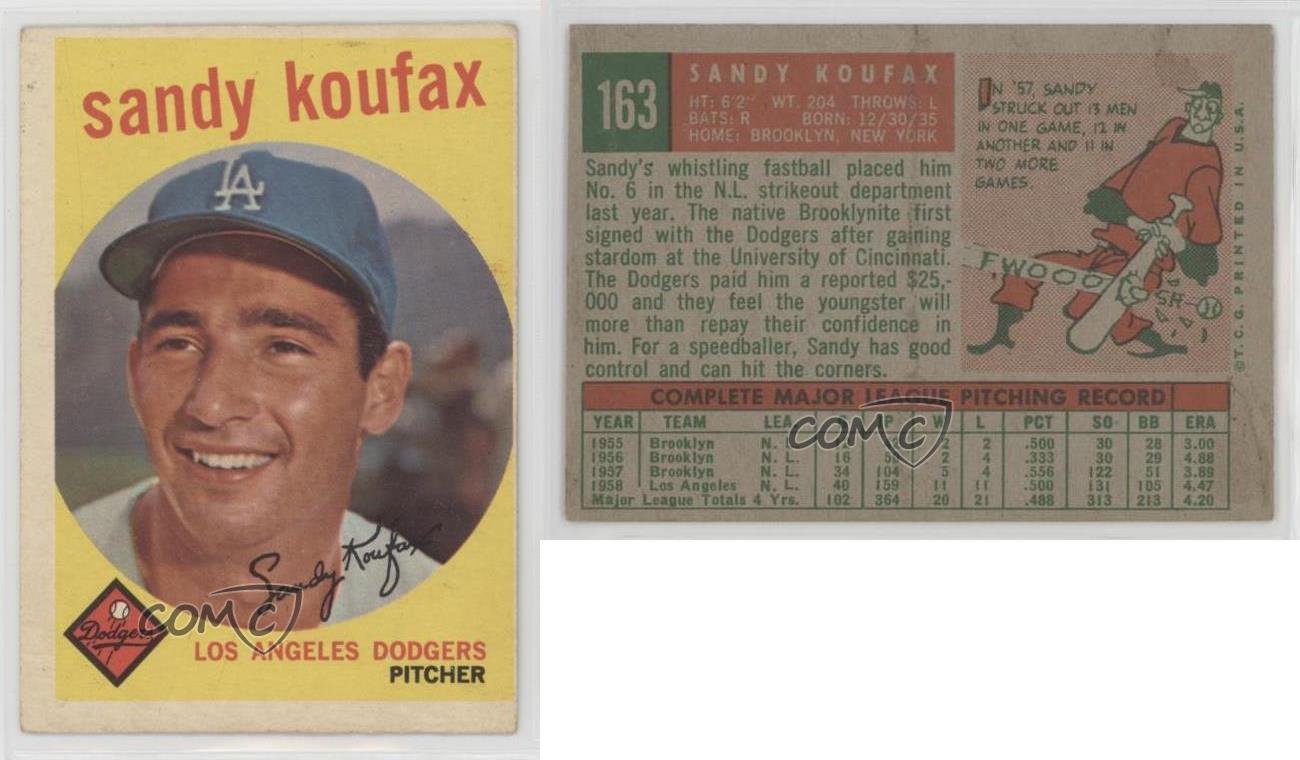 sandy koufax
LA
Sandy Koufax
Dodgers
COMC
LOS ANGELES DODGERS
PITCHER
163
SANDY KOUFAX
HT: 6'2" WT. 204 THROWS: L
BATS: R BORN: 12/30/35
HOME: BROOKLYN, NEW YORK
Sandy's whistling fastball placed him
No. 6 in the N.L. strikeout department
last year. The native Brooklynite first
signed with the Dodgers after gaining
stardom at the University of Cincinnati.
The Dodgers paid him a reported $25,-
000 and they feel the youngster will
more than repay their confidence in
him. For a speedballer, Sandy has good
control and can hit the corners.
IN '57, SANDY
STRUCK OUT 13 MEN
IN ONE GAME, 12 IN
ANOTHER AND 11 IN
TWO MORE
GAMES.
FWOOO
©T.C.G. PRINTED IN U.S.A.
COMPLETE MAJOR LEAGUE PITCHING RECORD
YEAR TEAM LEA W L PCT SO BB ERA
1955 Brooklyn N. L. 2 2 .500 30 28 3.00
1956 Brooklyn N. L. 16 2 4 .333 30 29 4.88
1957 Brooklyn N. L. 34 104 5 4 .556 122 51 3.89
1958 Los Angeles N. L. 40 159 11 11 .500 131 105 4.47
Major League Totals 4 Yrs. 102 364 20 21 .488 313 213 4.20
COMC